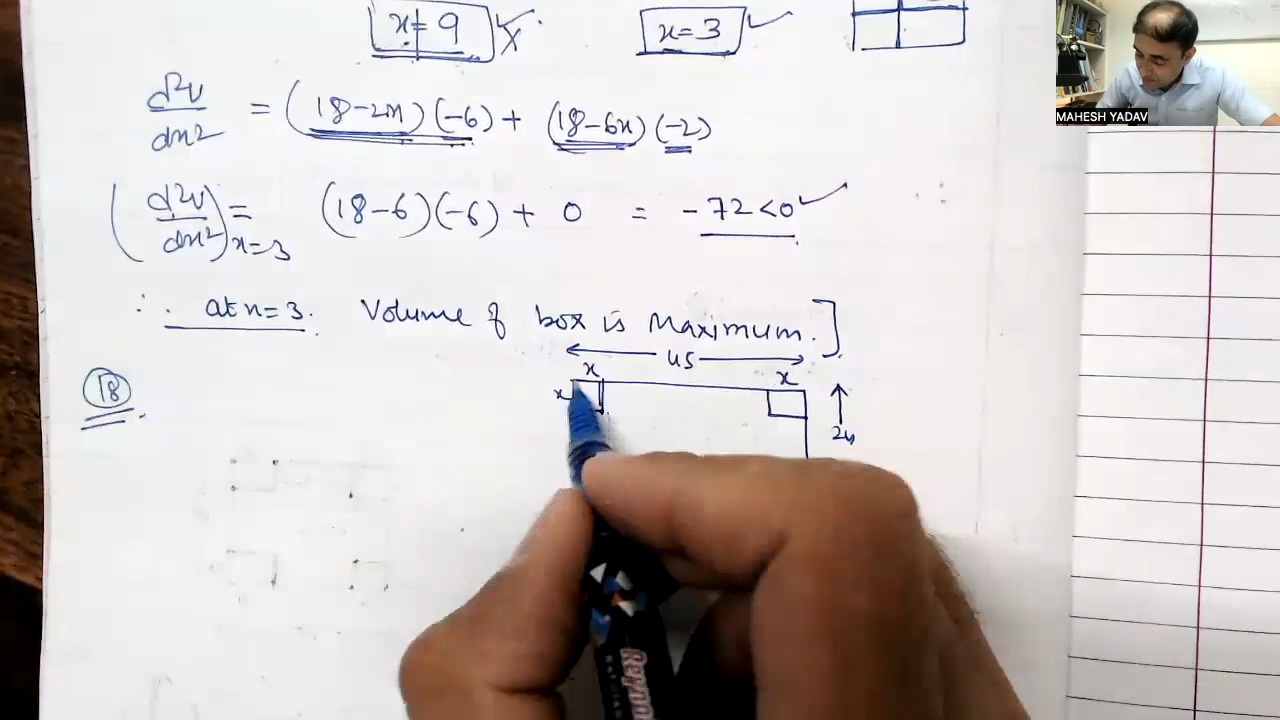 x=9 x=3
MAHESH YADAV
d²v/dx² = (18-2x)(-6) + (18-6x)(-2)
(d²v/dx²)x=3 = (18-6)(-6) + 0 = -72<0
∴ at x=3. Volume of box is Maximum.]
45
x x
x
24
18
Reyno